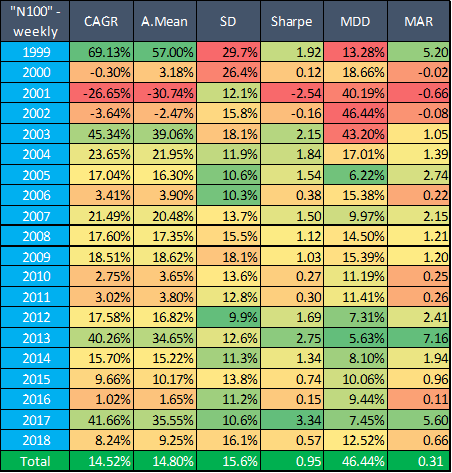 "N100" - weekly CAGR A.Mean SD Sharpe MDD MAR
1999 69.13% 57.00% 29.7% 1.92 13.28% 5.20
2000 -0.30% 3.18% 26.4% 0.12 18.66% -0.02
2001 -26.65% -30.74% 12.1% -2.54 40.19% -0.66
2002 -3.64% -2.47% 15.8% -0.16 46.44% -0.08
2003 45.34% 39.06% 18.1% 2.15 43.20% 1.05
2004 23.65% 21.95% 11.9% 1.84 17.01% 1.39
2005 17.04% 16.30% 10.6% 1.54 6.22% 2.74
2006 3.41% 3.90% 10.3% 0.38 15.38% 0.22
2007 21.49% 20.48% 13.7% 1.50 9.97% 2.15
2008 17.60% 17.35% 15.5% 1.12 14.50% 1.21
2009 18.51% 18.62% 18.1% 1.03 15.39% 1.20
2010 2.75% 3.65% 13.6% 0.27 11.19% 0.25
2011 3.02% 3.80% 12.8% 0.30 11.41% 0.26
2012 17.58% 16.82% 9.9% 1.69 7.31% 2.41
2013 40.26% 34.65% 12.6% 2.75 5.63% 7.16
2014 15.70% 15.22% 11.3% 1.34 8.10% 1.94
2015 9.66% 10.17% 13.8% 0.74 10.06% 0.96
2016 1.02% 1.65% 11.2% 0.15 9.44% 0.11
2017 41.66% 35.55% 10.6% 3.34 7.45% 5.60
2018 8.24% 9.25% 16.1% 0.57 12.52% 0.66
Total 14.52% 14.80% 15.6% 0.95 46.44% 0.31